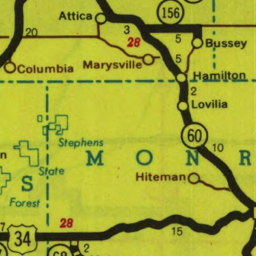 Attica
156
20
3
28
5
Bussey
Marysville
Columbia
5
Hamilton
2
Lovilia
60
Stephens
10
M O N R
State
Hiteman
S
Forest
28
34
15
2